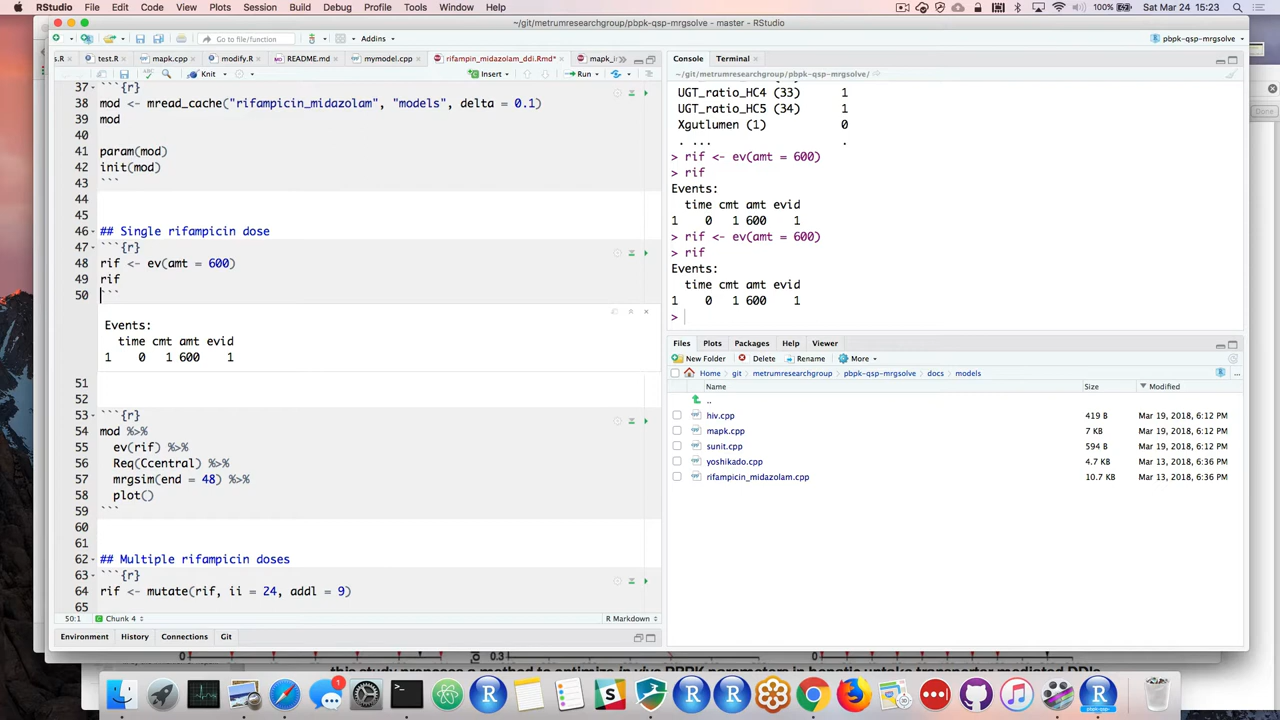 RStudio File Edit Code View Plots Session Build Debug Profile Tools Window Help 100% Sat Mar 24 15:23
~/git/metrumresearchgroup/pbpk-qsp-mrgsolve - master - RStudio
Go to file/function Addins pbpk-qsp-mrgsolve
s.R test.R mapk.cpp modify.R README.md mymodel.cpp rifampin_midazolam_ddi.Rmd* mapk_i
Knit Insert Run
37 ```{r}
38 mod <- mread_cache("rifampicin_midazolam", "models", delta = 0.1)
39 mod
40
41 param(mod)
42 init(mod)
43 ```
44
45
46 ## Single rifampicin dose
47 ```{r}
48 rif <- ev(amt = 600)
49 rif
50 ```
Events:
time cmt amt evid
1 0 1 600 1
51
52
53 ```{r}
54 mod %>%
55 ev(rif) %>%
56 Req(Ccentral) %>%
57 mrgsim(end = 48) %>%
58 plot()
59 ```
60
61
62 ## Multiple rifampicin doses
63 ```{r}
64 rif <- mutate(rif, ii = 24, addl = 9)
65
50:1 Chunk 4 R Markdown
Environment History Connections Git
Console Terminal
~/git/metrumresearchgroup/pbpk-qsp-mrgsolve/
UGT_ratio_HC4 (33) 1
UGT_ratio_HC5 (34) 1
Xgutlumen (1) 0
. ... .
> rif <- ev(amt = 600)
> rif
Events:
time cmt amt evid
1 0 1 600 1
> rif <- ev(amt = 600)
> rif
Events:
time cmt amt evid
1 0 1 600 1
>
Files Plots Packages Help Viewer
New Folder Delete Rename More
Home git metrumresearchgroup pbpk-qsp-mrgsolve docs models
Name Size Modified
..
hiv.cpp 419 B Mar 19, 2018, 6:12 PM
mapk.cpp 7 KB Mar 19, 2018, 6:12 PM
sunit.cpp 594 B Mar 19, 2018, 6:12 PM
yoshikado.cpp 4.7 KB Mar 13, 2018, 6:36 PM
rifampicin_midazolam.cpp 10.7 KB Mar 13, 2018, 6:36 PM
Done